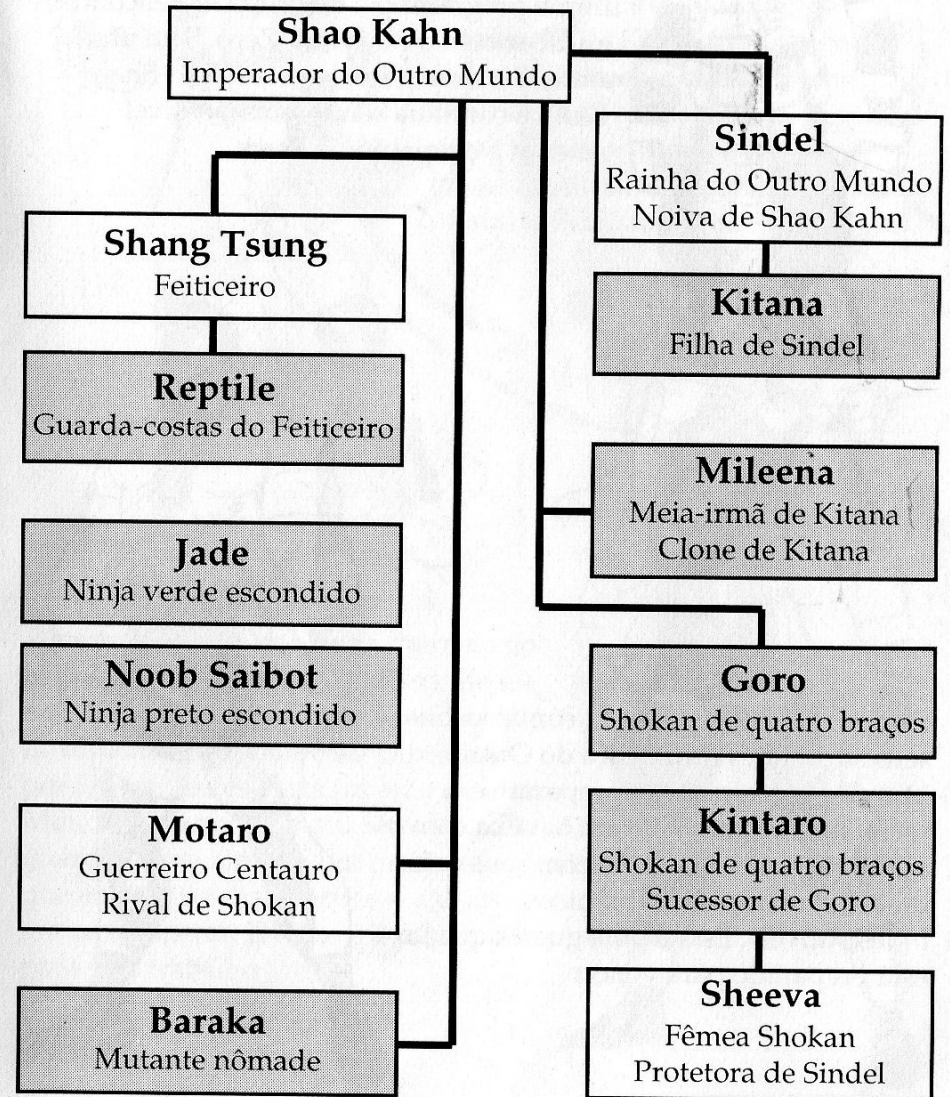 Shao Kahn
Imperador do Outro Mundo
Sindel
Rainha do Outro Mundo
Noiva de Shao Kahn
Shang Tsung
Feiticeiro
Kitana
Filha de Sindel
Reptile
Guarda-costas do Feiticeiro
Mileena
Meia-irmã de Kitana
Clone de Kitana
Jade
Ninja verde escondido
Noob Saibot
Ninja preto escondido
Goro
Shokan de quatro braços
Motaro
Guerreiro Centauro
Rival de Shokan
Kintaro
Shokan de quatro braços
Sucessor de Goro
Baraka
Mutante nômade
Sheeva
Fêmea Shokan
Protetora de Sindel